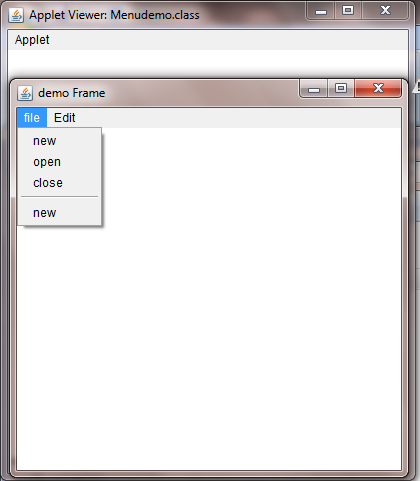 Applet Viewer: Menudemo.class
Applet
demo Frame
file Edit
new
open
close
new